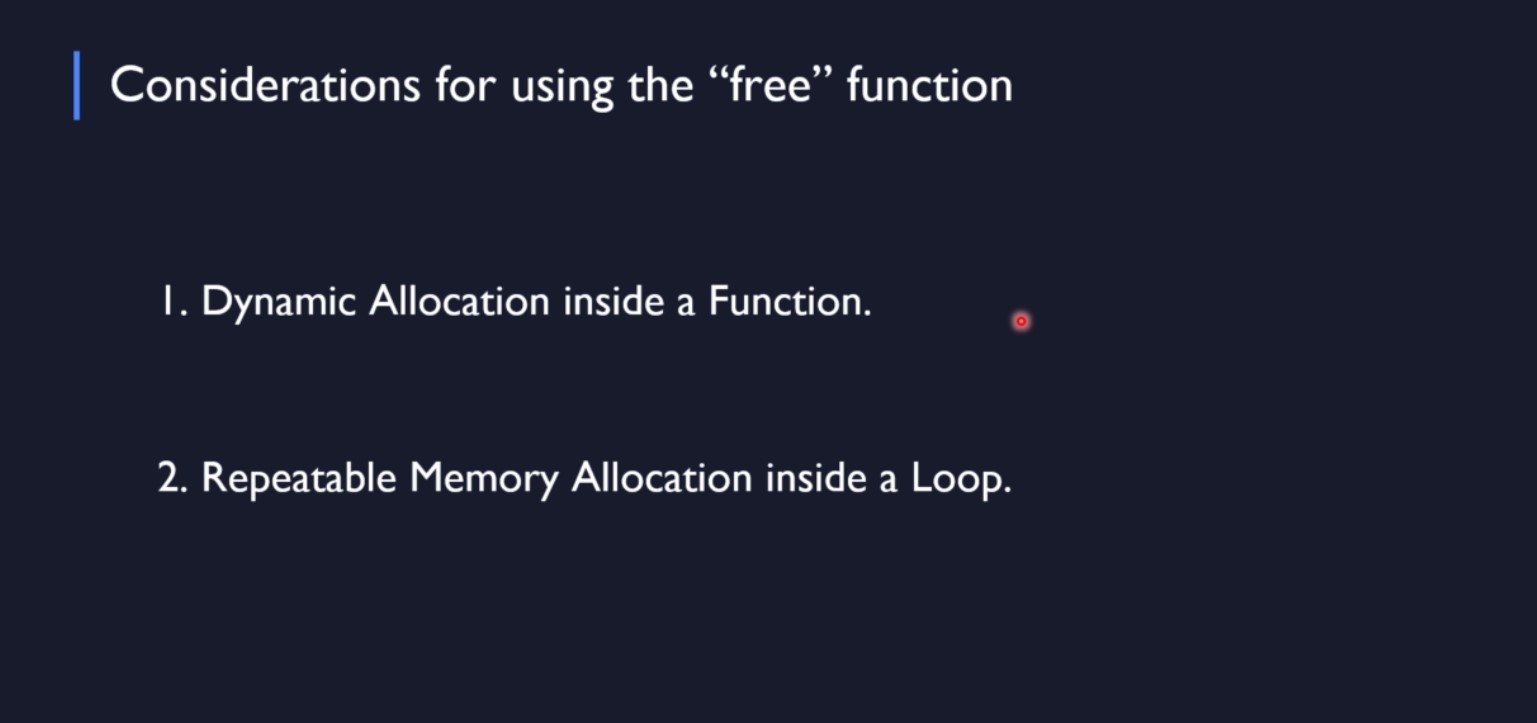 Considerations for using the “free” function
1. Dynamic Allocation inside a Function.
2. Repeatable Memory Allocation inside a Loop.